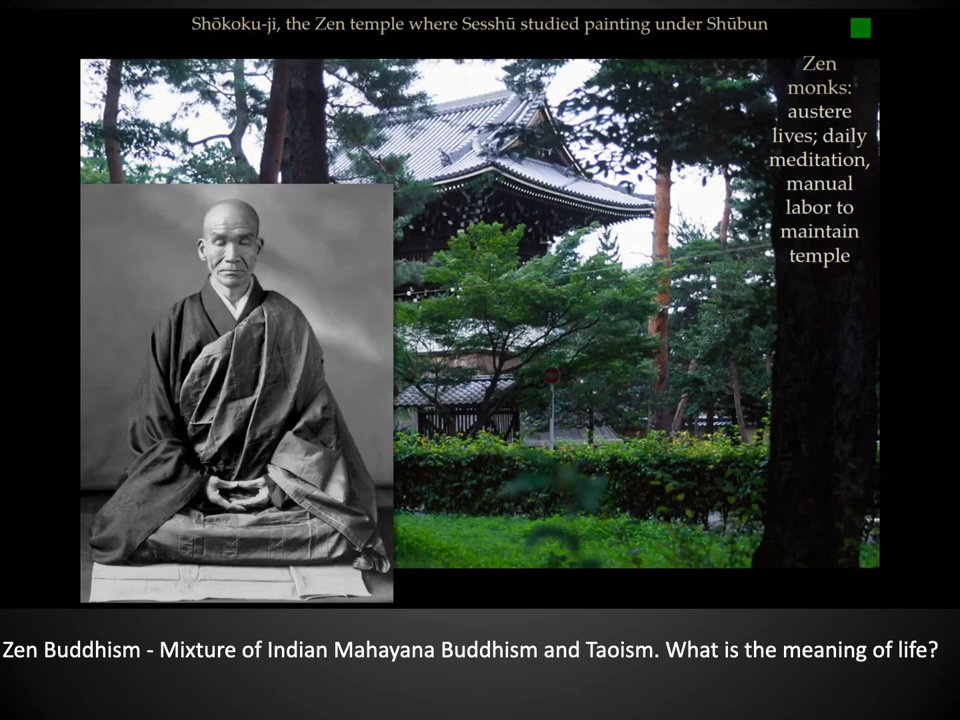 Shōkoku-ji, the Zen temple where Sesshū studied painting under Shūbun
Zen
monks:
austere
lives; daily
meditation,
manual
labor to
maintain
temple
Zen Buddhism - Mixture of Indian Mahayana Buddhism and Taoism. What is the meaning of life?